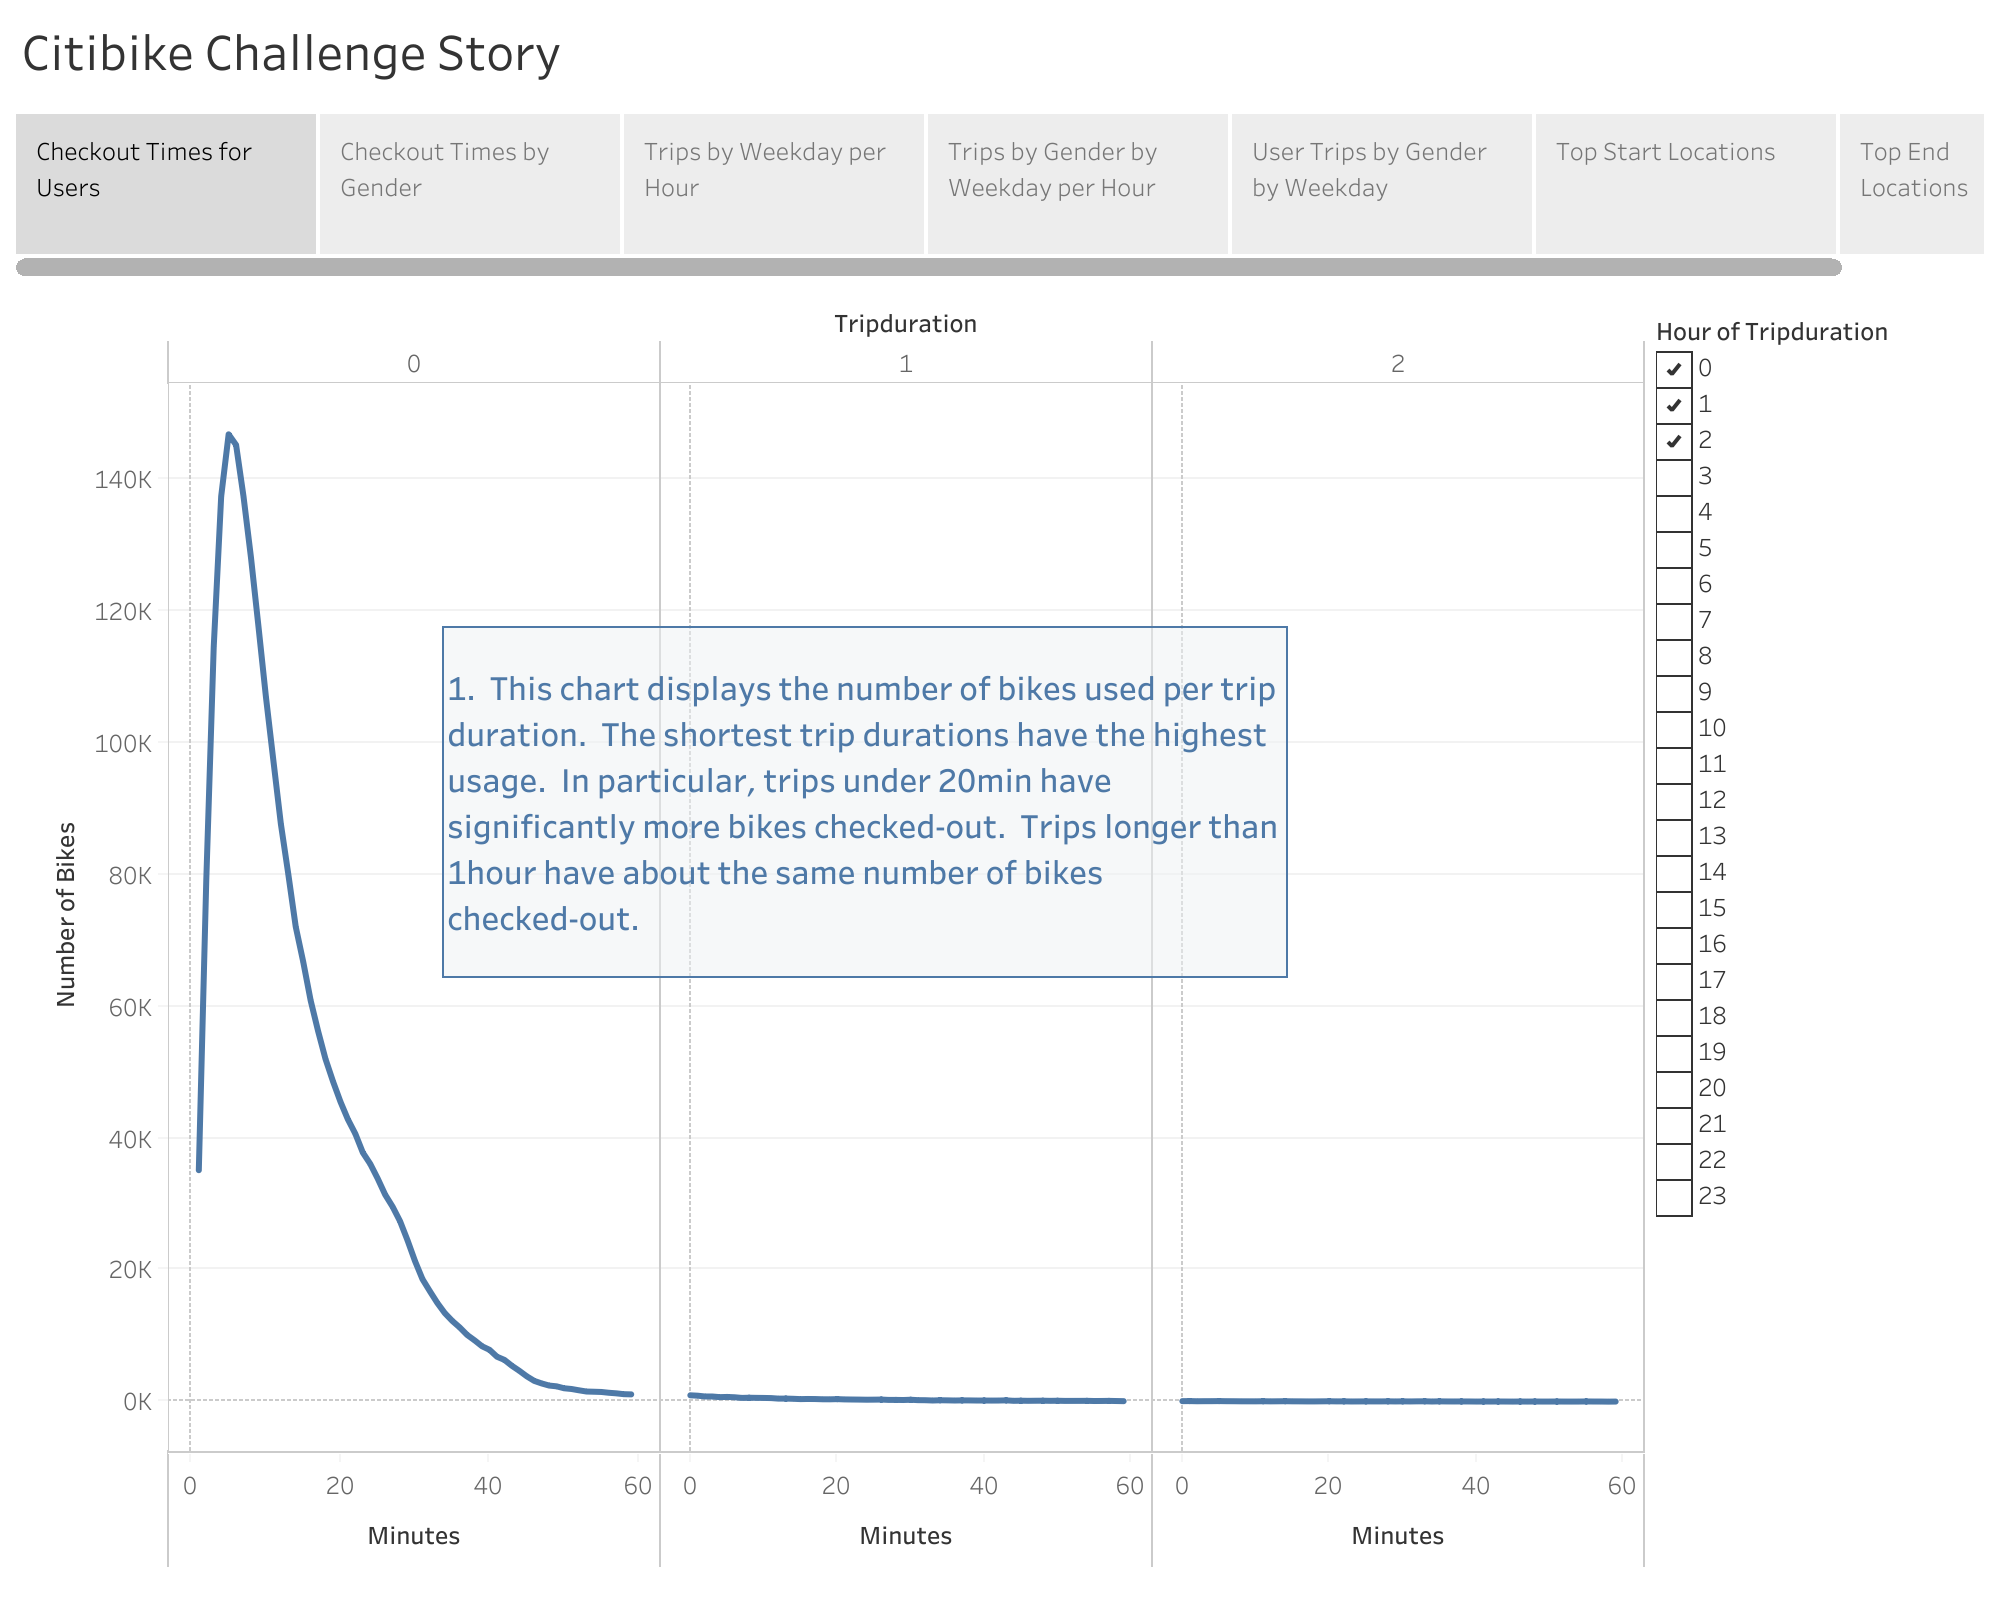 Citibike Challenge Story
Checkout Times for
Users
Checkout Times by
Gender
Trips by Weekday per
Hour
Trips by Gender by
Weekday per Hour
User Trips by Gender
by Weekday
Top Start Locations
Top End
Locations
Tripduration
0
1
2
140K
120K
100K
80K
60K
40K
20K
0K
Number of Bikes
1.  This chart displays the number of bikes used per trip
duration.  The shortest trip durations have the highest
usage.  In particular, trips under 20min have
significantly more bikes checked-out.  Trips longer than
1hour have about the same number of bikes
checked-out.
0 20 40 60
0 20 40 60
0 20 40 60
Minutes
Minutes
Minutes
Hour of Tripduration
0
1
2
3
4
5
6
7
8
9
10
11
12
13
14
15
16
17
18
19
20
21
22
23